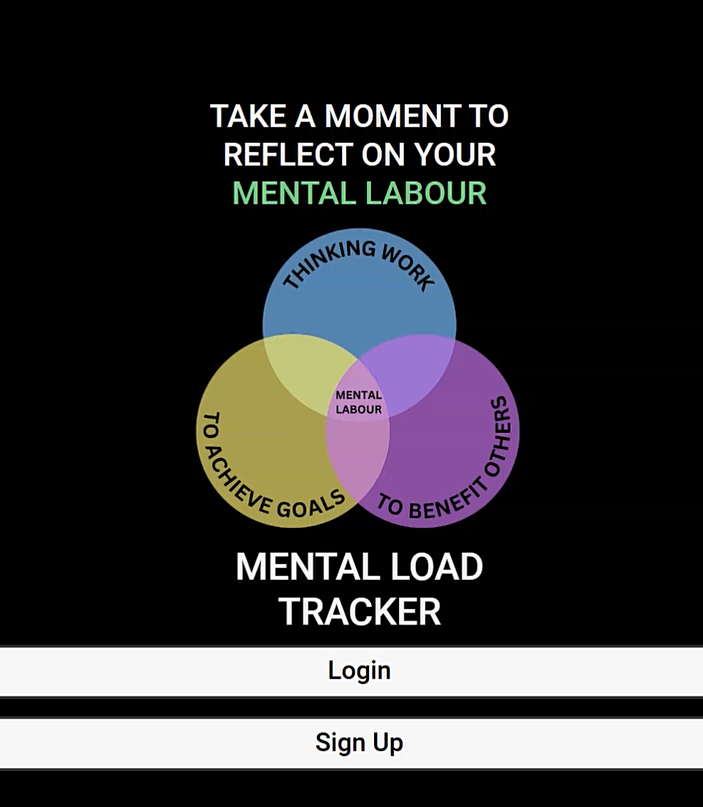 TAKE A MOMENT TO
REFLECT ON YOUR
MENTAL LABOUR
THINKING WORK
MENTAL
LABOUR
TO ACHIEVE GOALS
TO BENEFIT OTHERS
MENTAL LOAD
TRACKER
Login
Sign Up